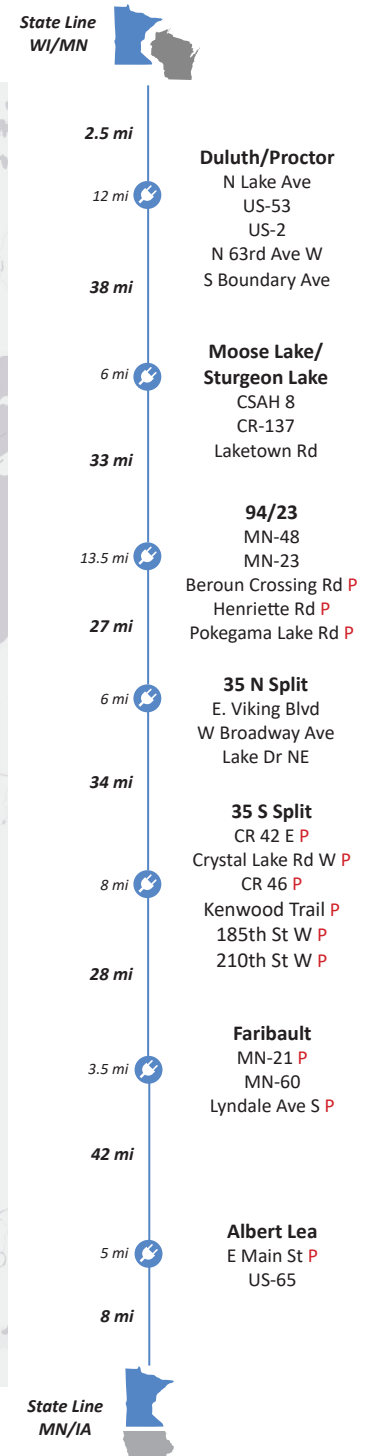 State Line
WI/MN
2.5 mi
Duluth/Proctor
12 mi
N Lake Ave
US-53
US-2
N 63rd Ave W
S Boundary Ave
38 mi
Moose Lake/
Sturgeon Lake
6 mi
CSAH 8
CR-137
Laketown Rd
33 mi
94/23
MN-48
13.5 mi
MN-23
Beroun Crossing Rd P
Henriette Rd P
Pokegama Lake Rd P
27 mi
35 N Split
6 mi
E. Viking Blvd
W Broadway Ave
Lake Dr NE
34 mi
35 S Split
CR 42 E P
Crystal Lake Rd W P
8 mi
CR 46 P
Kenwood Trail P
185th St W P
210th St W P
28 mi
Faribault
MN-21 P
3.5 mi
MN-60
Lyndale Ave S P
42 mi
Albert Lea
5 mi
E Main St P
US-65
8 mi
State Line
MN/IA